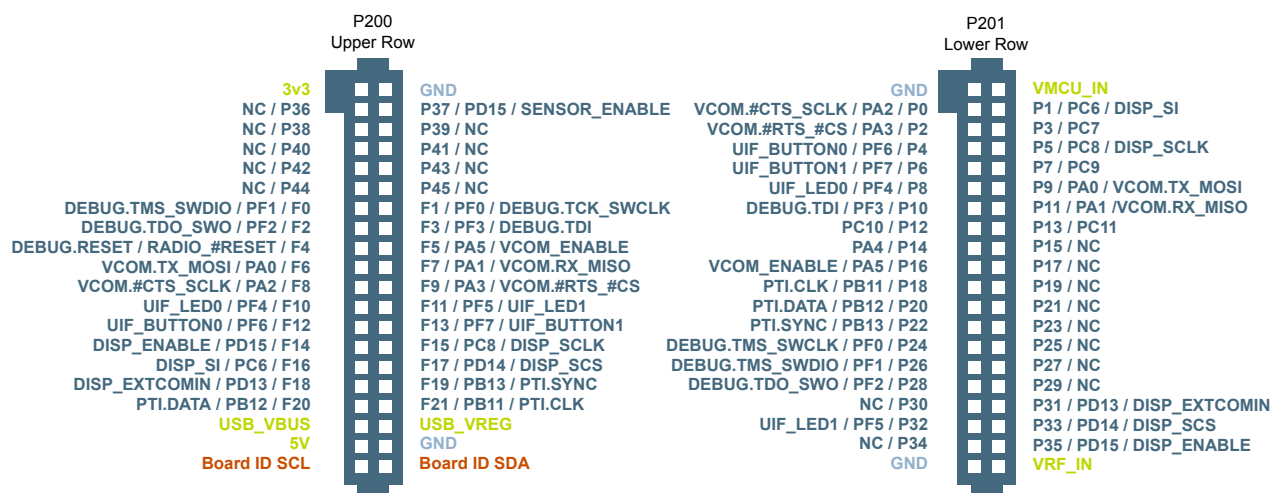 P200
Upper Row
3v3
GND
NC / P36
P37 / PD15 / SENSOR_ENABLE
NC / P38
P39 / NC
NC / P40
P41 / NC
NC / P42
P43 / NC
NC / P44
P45 / NC
DEBUG.TMS_SWDIO / PF1 / F0
F1 / PF0 / DEBUG.TCK_SWCLK
DEBUG.TDO_SWO / PF2 / F2
F3 / PF3 / DEBUG.TDI
DEBUG.RESET / RADIO_#RESET / F4
F5 / PA5 / VCOM_ENABLE
VCOM.TX_MOSI / PA0 / F6
F7 / PA1 / VCOM.RX_MISO
VCOM.#CTS_SCLK / PA2 / F8
F9 / PA3 / VCOM.#RTS_#CS
UIF_LED0 / PF4 / F10
F11 / PF5 / UIF_LED1
UIF_BUTTON0 / PF6 / F12
F13 / PF7 / UIF_BUTTON1
DISP_ENABLE / PD15 / F14
F15 / PC8 / DISP_SCLK
DISP_SI / PC6 / F16
F17 / PD14 / DISP_SCS
DISP_EXTCOMIN / PD13 / F18
F19 / PB13 / PTI.SYNC
PTI.DATA / PB12 / F20
F21 / PB11 / PTI.CLK
USB_VBUS
USB_VREG
5V
GND
Board ID SCL
Board ID SDA
P201
Lower Row
GND
VMCU_IN
VCOM.#CTS_SCLK / PA2 / P0
P1 / PC6 / DISP_SI
VCOM.#RTS_#CS / PA3 / P2
P3 / PC7
UIF_BUTTON0 / PF6 / P4
P5 / PC8 / DISP_SCLK
UIF_BUTTON1 / PF7 / P6
P7 / PC9
UIF_LED0 / PF4 / P8
P9 / PA0 / VCOM.TX_MOSI
DEBUG.TDI / PF3 / P10
P11 / PA1 /VCOM.RX_MISO
PC10 / P12
P13 / PC11
PA4 / P14
P15 / NC
VCOM_ENABLE / PA5 / P16
P17 / NC
PTI.CLK / PB11 / P18
P19 / NC
PTI.DATA / PB12 / P20
P21 / NC
PTI.SYNC / PB13 / P22
P23 / NC
DEBUG.TMS_SWCLK / PF0 / P24
P25 / NC
DEBUG.TMS_SWDIO / PF1 / P26
P27 / NC
DEBUG.TDO_SWO / PF2 / P28
P29 / NC
NC / P30
P31 / PD13 / DISP_EXTCOMIN
UIF_LED1 / PF5 / P32
P33 / PD14 / DISP_SCS
NC / P34
P35 / PD15 / DISP_ENABLE
GND
VRF_IN